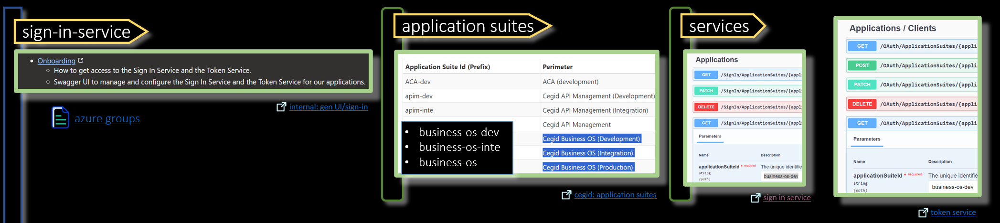 sign-in-service
Onboarding
How to get access to the Sign In Service and the Token Service.
Swagger UI to manage and configure the Sign In Service and the Token Service for our applications.
internal: gen UI/sign-in
azure groups
application suites
Application Suite Id (Prefix) Perimeter
ACA-dev ACA (development)
apim-dev Cegid API Management (Development)
apim-inte Cegid API Management (Integration)
Cegid API Management
• business-os-dev Cegid Business OS (Development)
• business-os-inte Cegid Business OS (Integration)
• business-os Cegid Business OS (Production)
cegid: application suites
services
Applications
GET /SignIn/ApplicationSuites/{appl
PATCH /SignIn/ApplicationSuites/{appl
DELETE /SignIn/ApplicationSuites/{appl
GET /SignIn/ApplicationSuites/{appl
Parameters
Name Description
applicationSuiteId * required The unique identifie
string
(path)
business-os-dev
sign in service
Applications / Clients
GET /OAuth/ApplicationSuites/{appli
POST /OAuth/ApplicationSuites/{appli
PATCH /OAuth/ApplicationSuites/{appli
DELETE /OAuth/ApplicationSuites/{appli
GET /OAuth/ApplicationSuites/{appli
Parameters
Name Description
applicationSuiteId * required The unique identifie
string
(path)
business-os-dev
token service